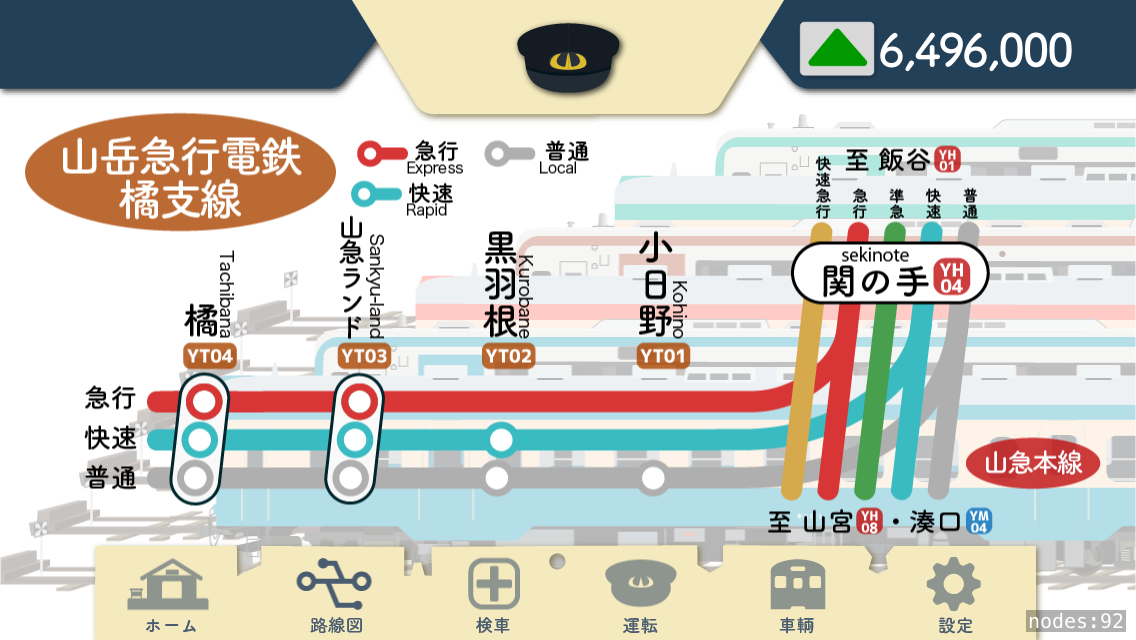 6,496,000
山岳急行電鉄
橘支線
急行
Express
普通
Local
快速
Rapid
橘
Tachibana
YT04
山急ランド
Sankyu-land
YT03
黒羽根
Kurobane
YT02
小日野
Kohino
YT01
至 飯谷 YH 01
快速急行
急行
準急
快速
普通
sekinote
関の手 YH 04
急行
快速
普通
山急本線
至 山宮 YH 08 ・湊口 YM 04
ホーム
路線図
検車
運転
車輌
設定
nodes:92